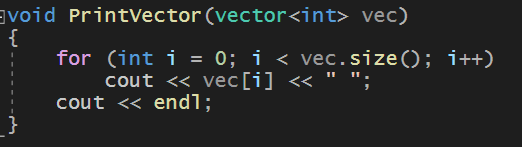 void PrintVector(vector<int> vec)
{
    for (int i = 0; i < vec.size(); i++)
        cout << vec[i] << " ";
    cout << endl;
}